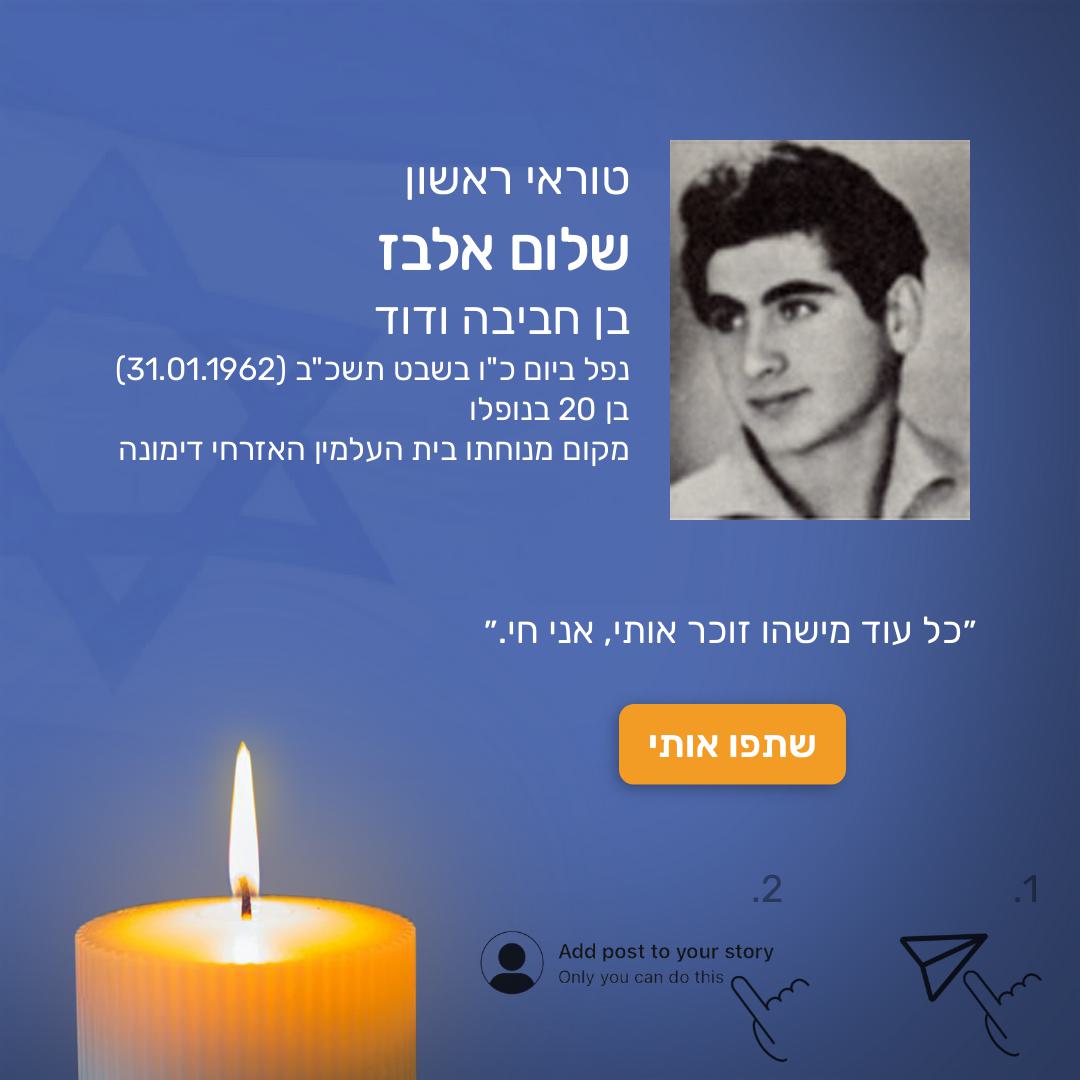 טוראי ראשון
שלום אלבז
בן חביבה ודוד
נפל ביום כ"ו בשבט תשכ"ב (31.01.1962)
בן 20 בנופלו
מקום מנוחתו בית העלמין האזרחי דימונה
״כל עוד מישהו זוכר אותי, אני חי.״
שתפו אותי
1.
2.
Add post to your story
Only you can do this